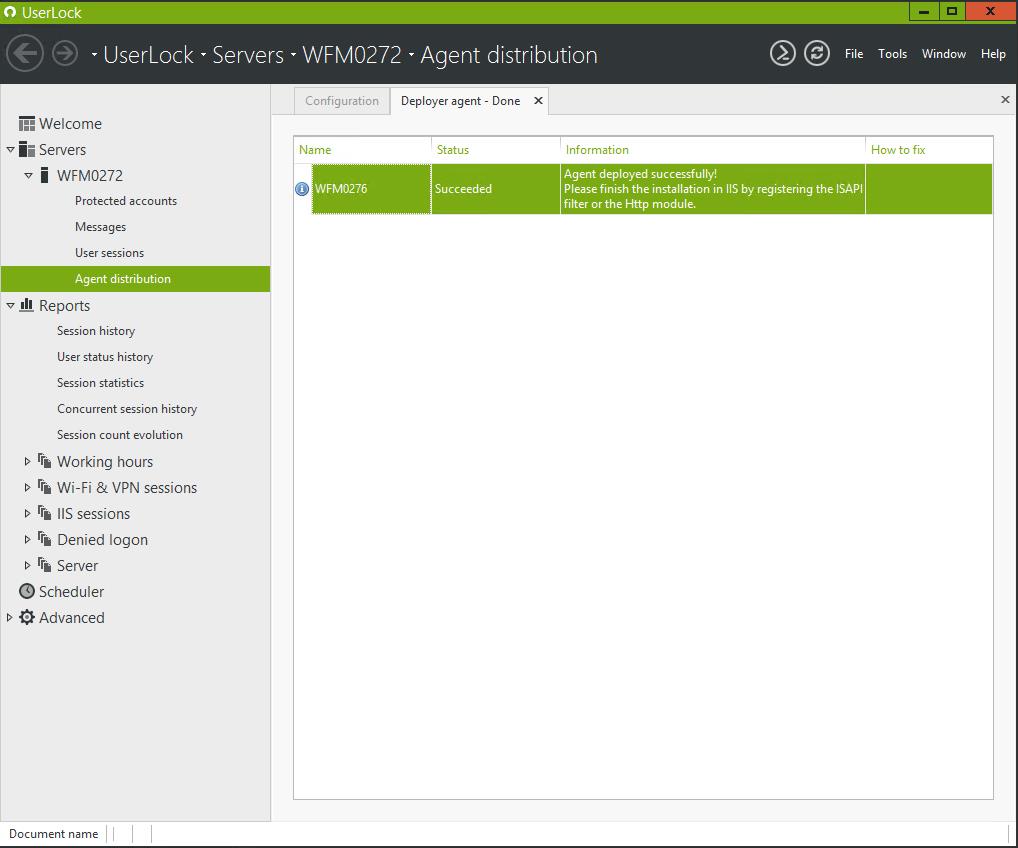 UserLock
UserLock · Servers · WFM0272 · Agent distribution
File Tools Window Help
Welcome
Servers
WFM0272
Protected accounts
Messages
User sessions
Agent distribution
Reports
Session history
User status history
Session statistics
Concurrent session history
Session count evolution
Working hours
Wi-Fi & VPN sessions
IIS sessions
Denied logon
Server
Scheduler
Advanced
Configuration
Deployer agent - Done
Name Status Information How to fix
WFM0276
Succeeded
Agent deployed successfully!
Please finish the installation in IIS by registering the ISAPI
filter or the Http module.
Document name